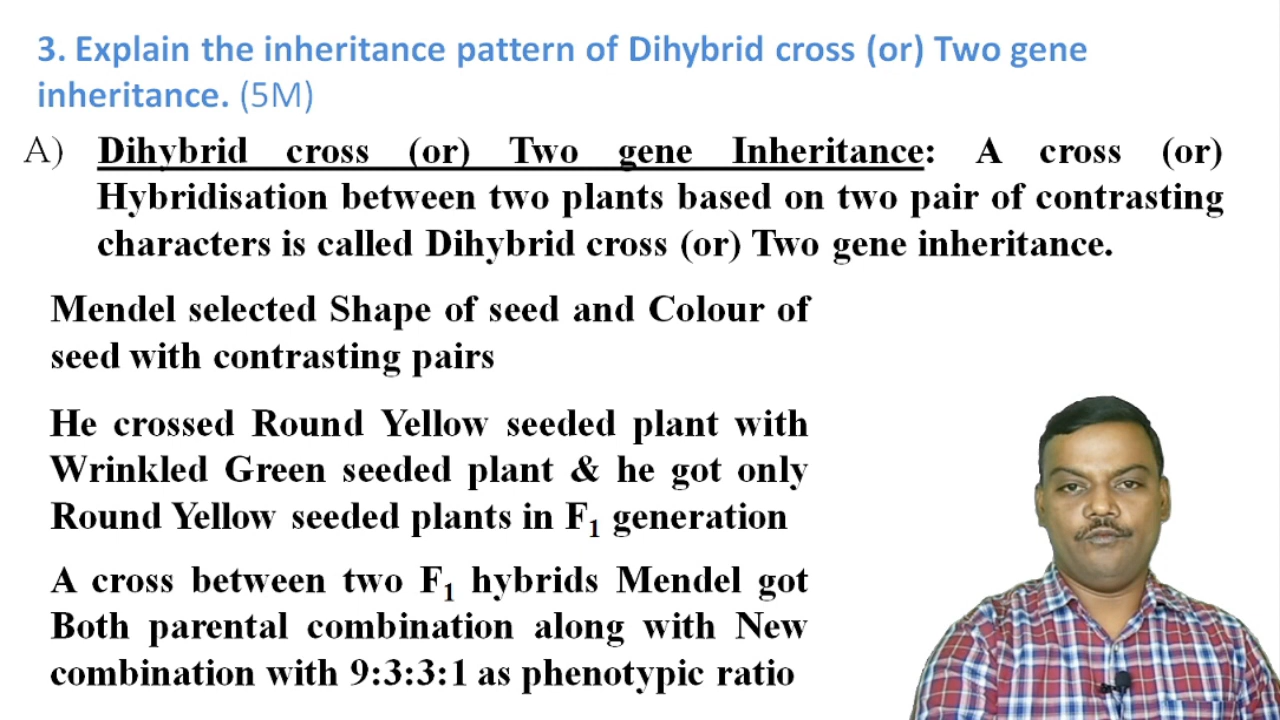 3. Explain the inheritance pattern of Dihybrid cross (or) Two gene
inheritance. (5M)
A) Dihybrid cross (or) Two gene Inheritance: A cross (or)
Hybridisation between two plants based on two pair of contrasting
characters is called Dihybrid cross (or) Two gene inheritance.
Mendel selected Shape of seed and Colour of
seed with contrasting pairs
He crossed Round Yellow seeded plant with
Wrinkled Green seeded plant & he got only
Round Yellow seeded plants in F₁ generation
A cross between two F₁ hybrids Mendel got
Both parental combination along with New
combination with 9:3:3:1 as phenotypic ratio